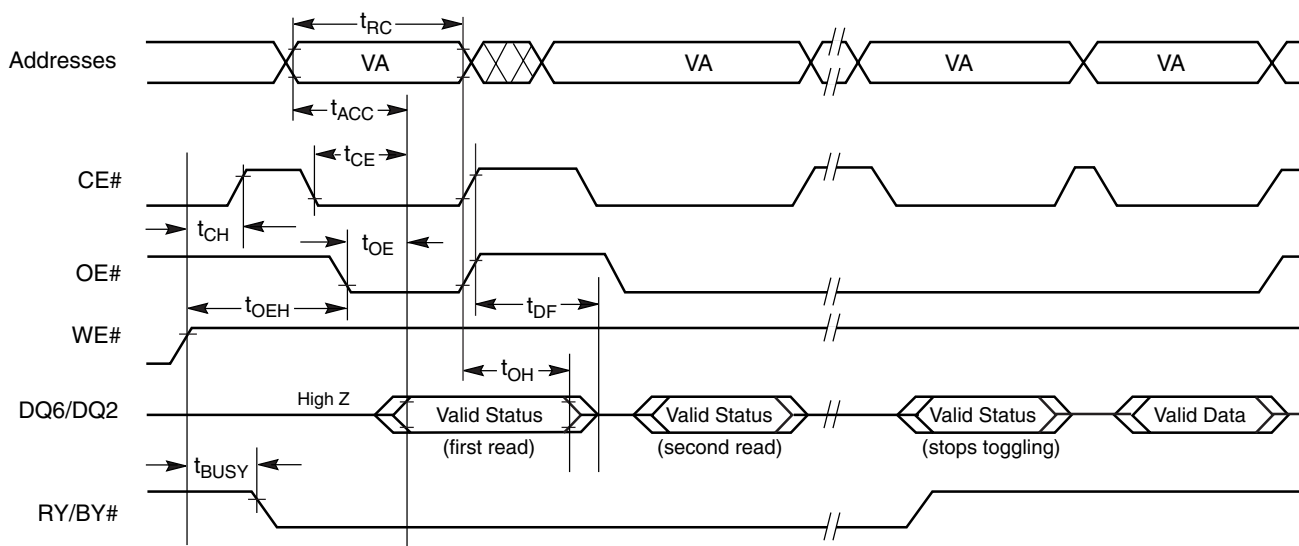 tRC
Addresses VA VA VA VA
tACC
tCE
CE#
tCH tOE
OE#
tOEH tDF
WE#
tOH
DQ6/DQ2 High Z Valid Status Valid Status Valid Status Valid Data
(first read) (second read) (stops toggling)
tBUSY
RY/BY#